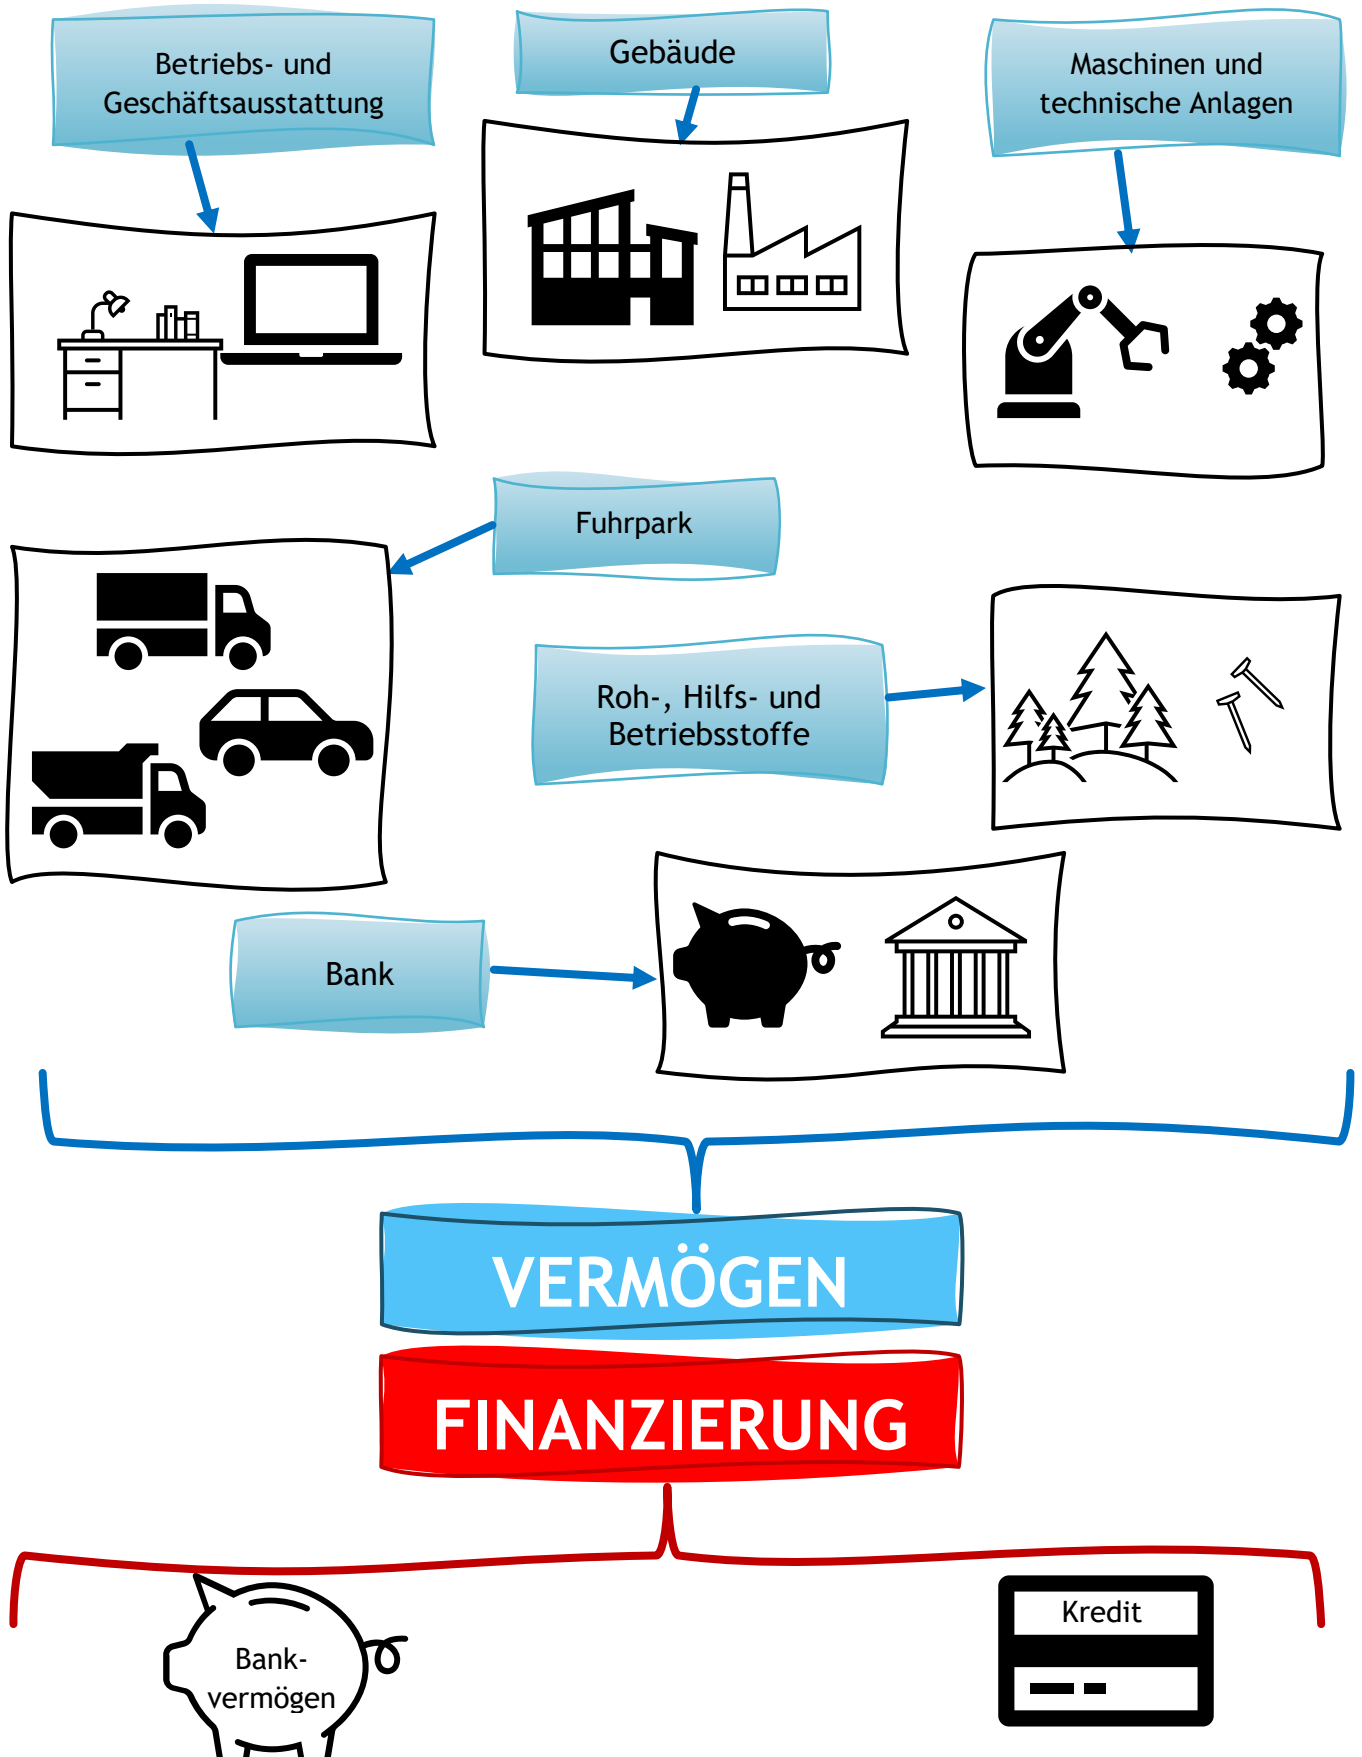 Betriebs- und
Geschäftsausstattung
Gebäude
Maschinen und
technische Anlagen
Fuhrpark
Roh-, Hilfs- und
Betriebsstoffe
Bank
VERMÖGEN
FINANZIERUNG
Bank-
vermögen
Kredit